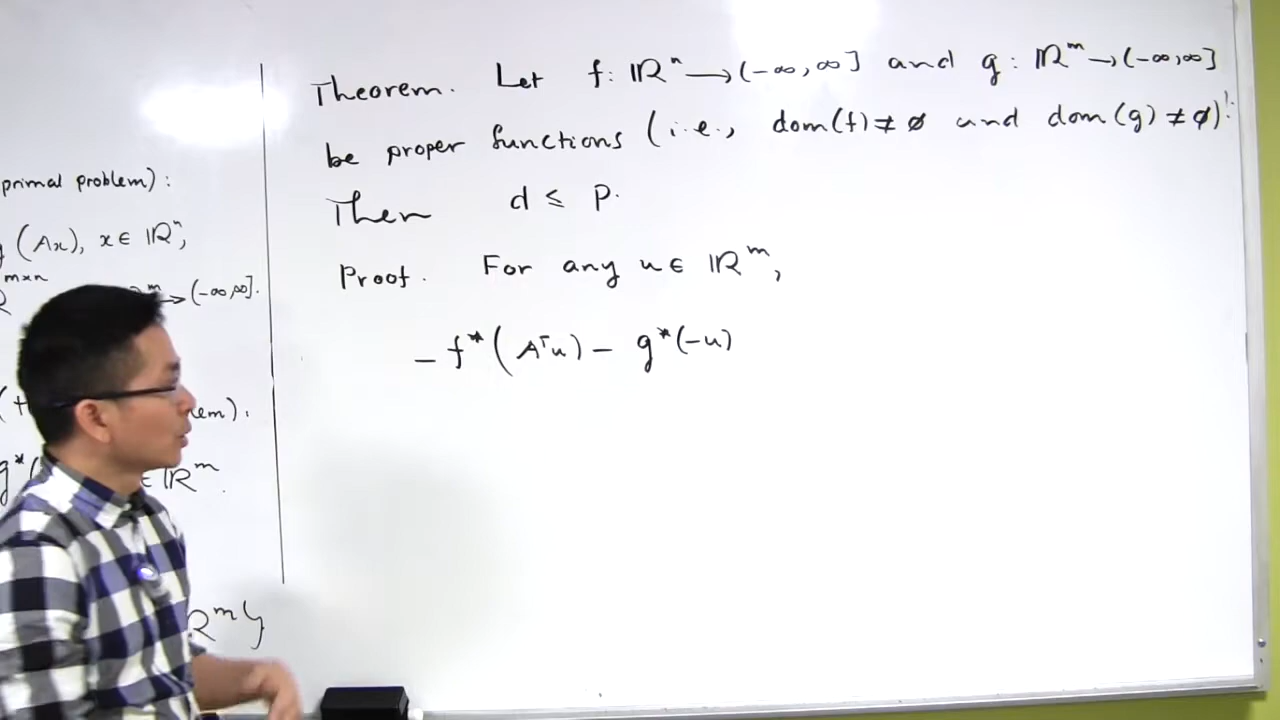 primal problem):
(Ax), x ∈ ℝⁿ,
m×n
→ (-∞,∞].
em).
g*(
∈ ℝᵐ.
ℝᵐ}
Theorem. Let f: ℝⁿ → (-∞, ∞] and g: ℝᵐ → (-∞,∞]
be proper functions (i.e., dom(f) ≠ ∅ and dom(g) ≠ ∅)!.
Then d ≤ p.
Proof. For any u ∈ ℝᵐ,
- f*(Aᵀu) - g*(-u)